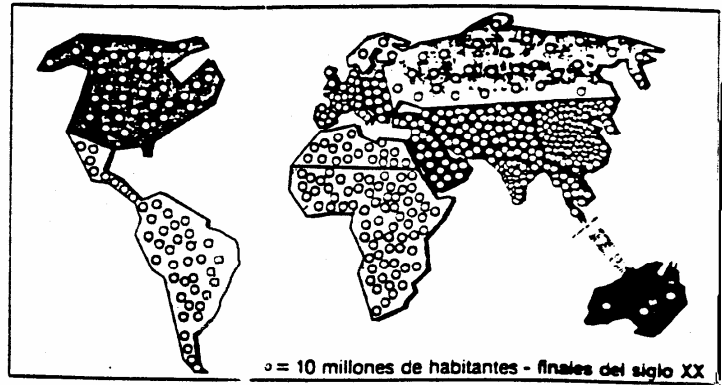 o = 10 millones de habitantes - finales del siglo XX